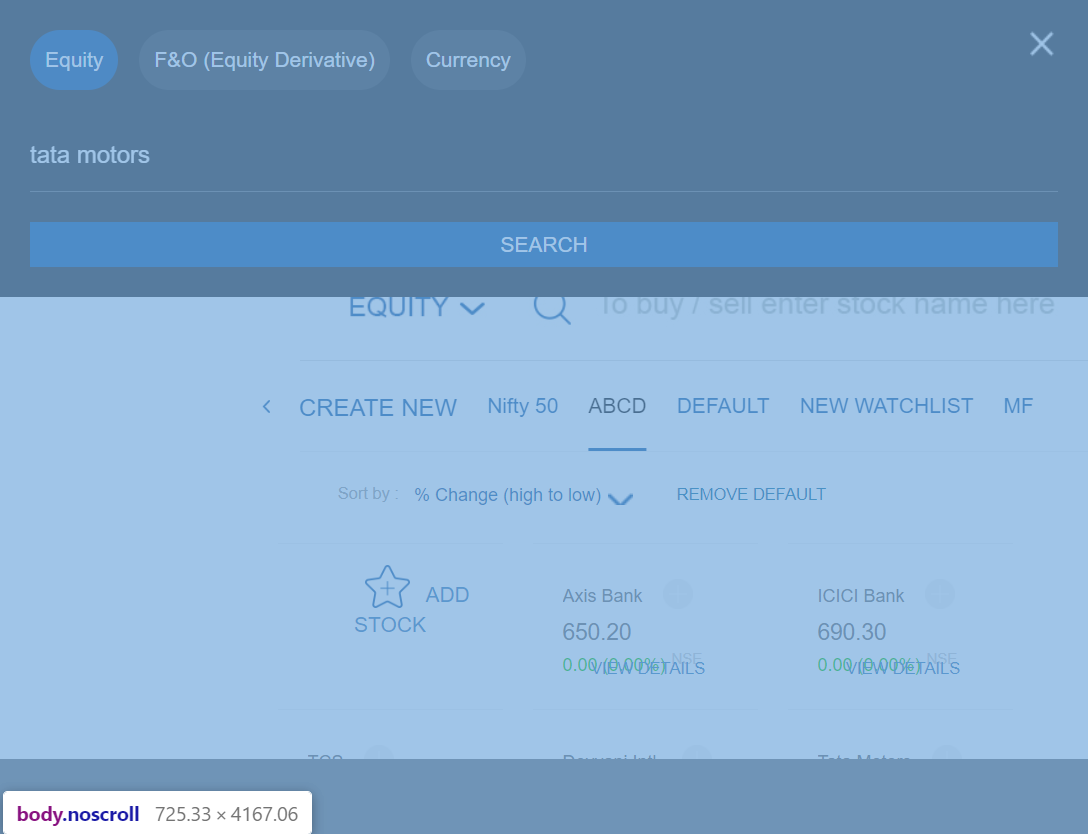 Equity F&O (Equity Derivative) Currency
tata motors
SEARCH
EQUITY To buy / sell enter stock name here
CREATE NEW Nifty 50 ABCD DEFAULT NEW WATCHLIST MF
Sort by : % Change (high to low) REMOVE DEFAULT
ADD STOCK
Axis Bank
650.20
0.00 (0.00%) NSE
VIEW DETAILS
ICICI Bank
690.30
0.00 (0.00%) NSE
VIEW DETAILS
TCS Devyani Intl Tata Motors
body.noscroll 725.33 × 4167.06